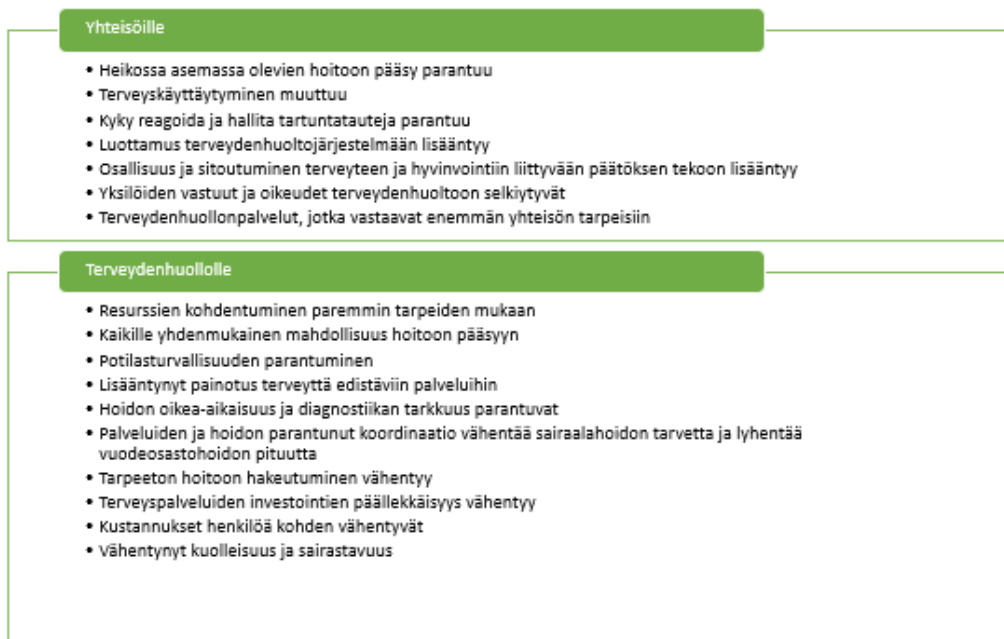 Yhteisöille
• Heikossa asemassa olevien hoitoon pääsy parantuu
• Terveyskäyttäytyminen muuttuu
• Kyky reagoida ja hallita tartuntatauteja parantuu
• Luottamus terveydenhuoltojärjestelmään lisääntyy
• Osallisuus ja sitoutuminen terveyteen ja hyvinvointiin liittyvään päätöksen tekoon lisääntyy
• Yksilöiden vastuut ja oikeudet terveydenhuoltoon selkiytyvät
• Terveydenhuollonpalvelut, jotka vastaavat enemmän yhteisön tarpeisiin
Terveydenhuollolle
• Resurssien kohdentuminen paremmin tarpeiden mukaan
• Kaikille yhdenmukainen mahdollisuus hoitoon pääsyyn
• Potilasturvallisuuden parantuminen
• Lisääntynyt painotus terveyttä edistäviin palveluihin
• Hoidon oikea-aikaisuus ja diagnostiikan tarkkuus parantuvat
• Palveluiden ja hoidon parantunut koordinaatio vähentää sairaalahoidon tarvetta ja lyhentää
vuodeosastohoidon pituutta
• Tarpeeton hoitoon hakeutuminen vähentyy
• Terveyspalveluiden investointien päällekkäisyys vähentyy
• Kustannukset henkilöä kohden vähentyvät
• Vähentynyt kuolleisuus ja sairastavuus